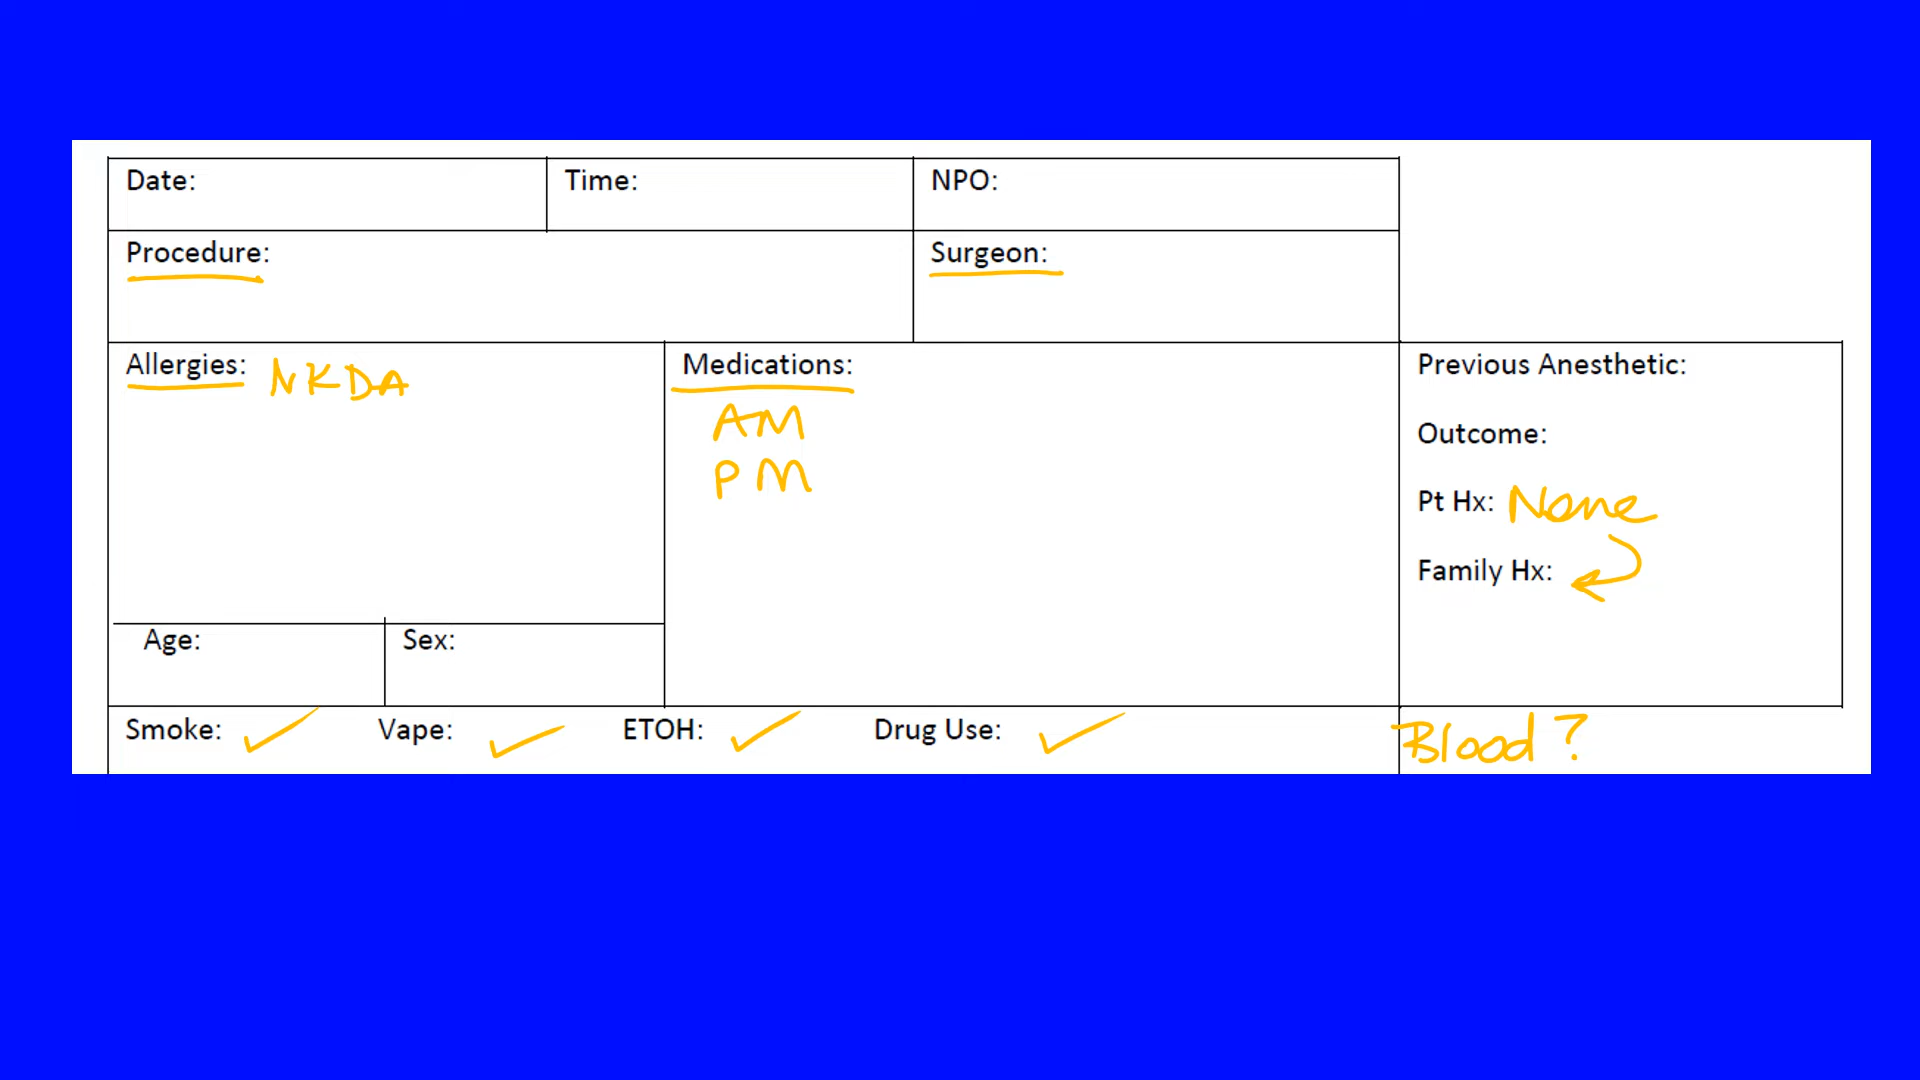 Date: Time: NPO:
Procedure: Surgeon:
Allergies: NKDA
Medications:
AM
PM
Previous Anesthetic:
Outcome:
Pt Hx: None
Family Hx:
Age: Sex:
Smoke: Vape: ETOH: Drug Use: Blood?